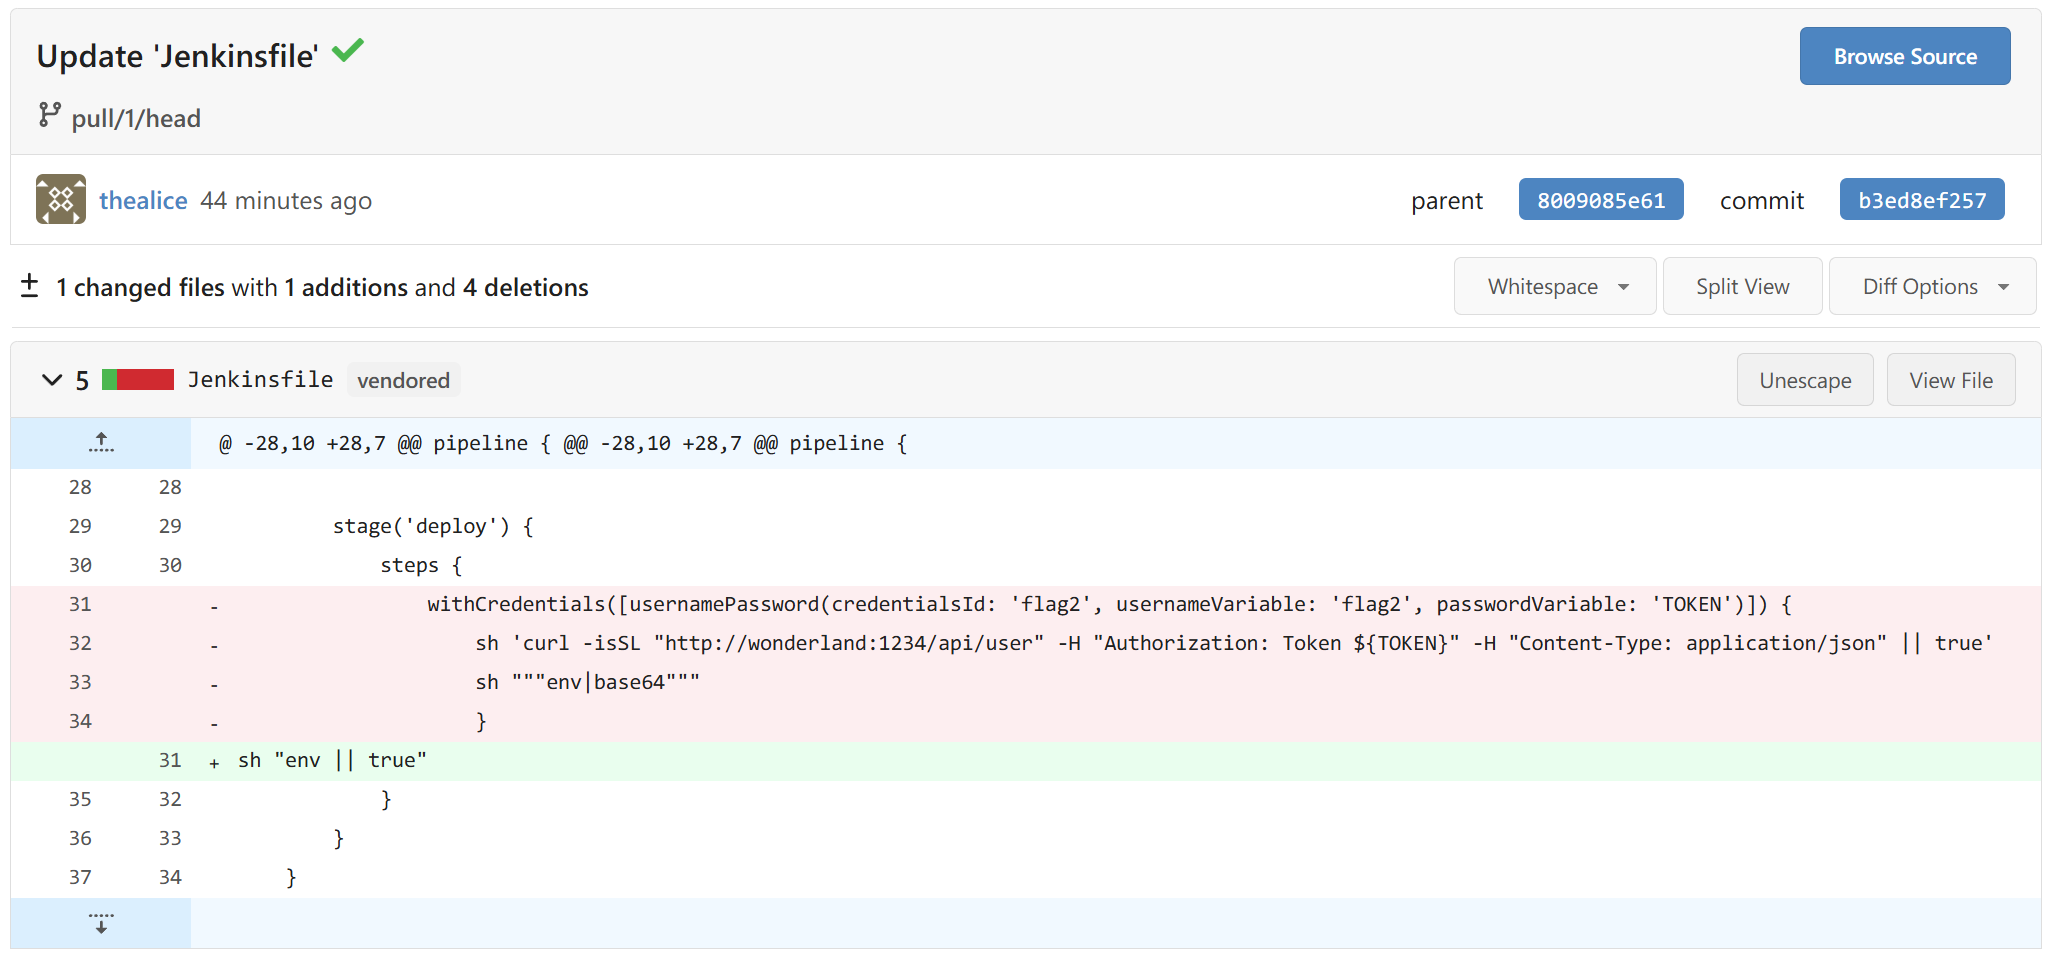 Update 'Jenkinsfile'
Browse Source
pull/1/head
thealice 44 minutes ago
parent 8009085e61 commit b3ed8ef257
1 changed files with 1 additions and 4 deletions
Whitespace
Split View
Diff Options
5 Jenkinsfile vendored
Unescape
View File
@ -28,10 +28,7 @@ pipeline { @@ -28,10 +28,7 @@ pipeline {
28 28
29 29 stage('deploy') {
30 30 steps {
31 - withCredentials([usernamePassword(credentialsId: 'flag2', usernameVariable: 'flag2', passwordVariable: 'TOKEN')]) {
32 - sh 'curl -isSL "http://wonderland:1234/api/user" -H "Authorization: Token ${TOKEN}" -H "Content-Type: application/json" || true'
33 - sh """env|base64"""
34 - }
31 + sh "env || true"
35 32 }
36 33 }
37 34 }